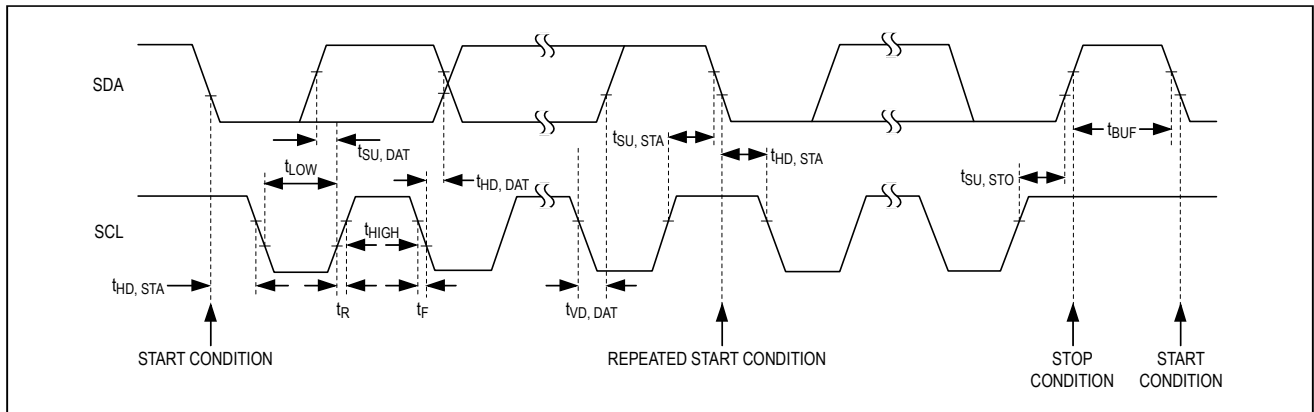 SDA
tSU, DAT
tLOW
tHD, DAT
tSU, STA
tHD, STA
tBUF
tSU, STO
SCL
tHIGH
tHD, STA
tR
tF
tVD, DAT
START CONDITION
REPEATED START CONDITION
STOP
CONDITION
START
CONDITION